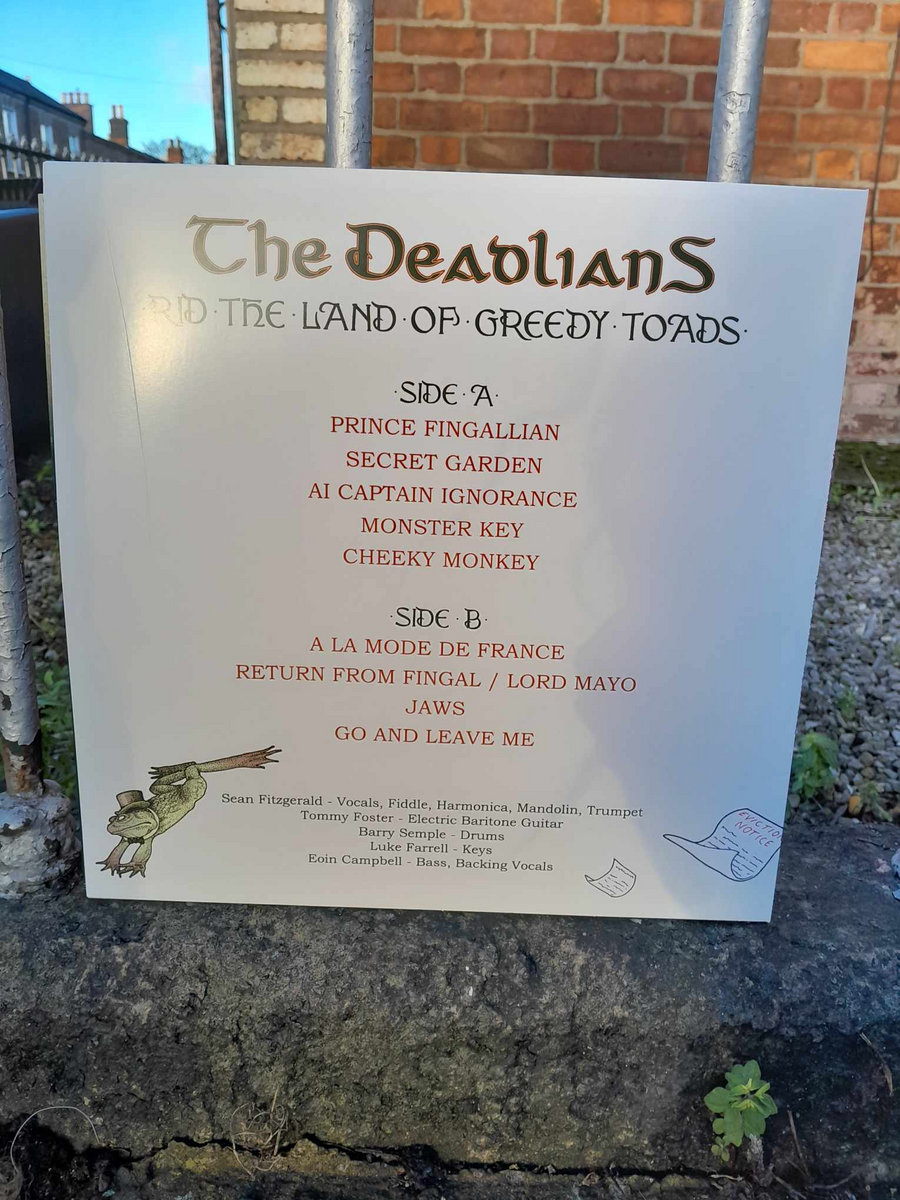 The Deadlians
RID · THE · LAND · OF · GREEDY · TOADS ·
· SIDE · A ·
PRINCE FINGALLIAN
SECRET GARDEN
AI CAPTAIN IGNORANCE
MONSTER KEY
CHEEKY MONKEY
· SIDE · B ·
A LA MODE DE FRANCE
RETURN FROM FINGAL / LORD MAYO
JAWS
GO AND LEAVE ME
Sean Fitzgerald - Vocals, Fiddle, Harmonica, Mandolin, Trumpet
Tommy Foster - Electric Baritone Guitar
Barry Semple - Drums
Luke Farrell - Keys
Eoin Campbell - Bass, Backing Vocals
EVICTIO
NOTICE